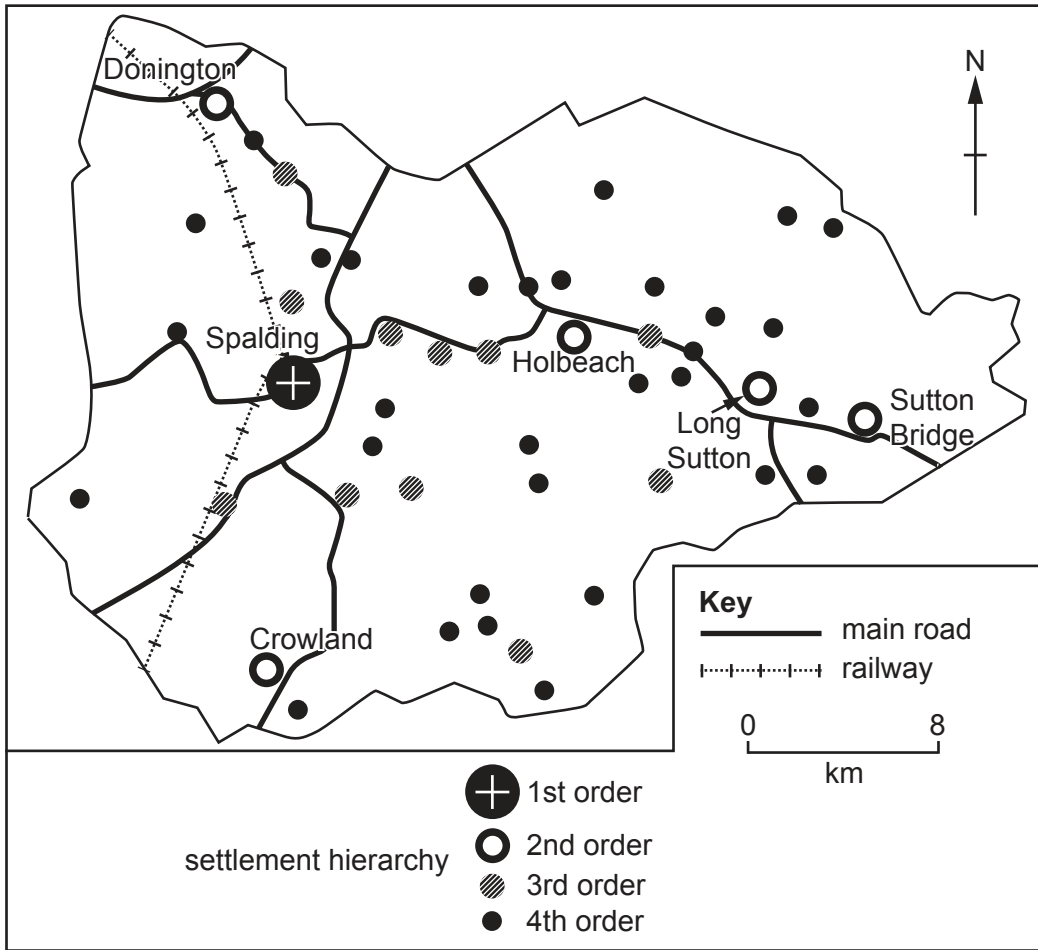 Donington
N
Spalding
Holbeach
Long
Sutton
Sutton
Bridge
Crowland
Key
main road
railway
0 8
km
settlement hierarchy
1st order
2nd order
3rd order
4th order